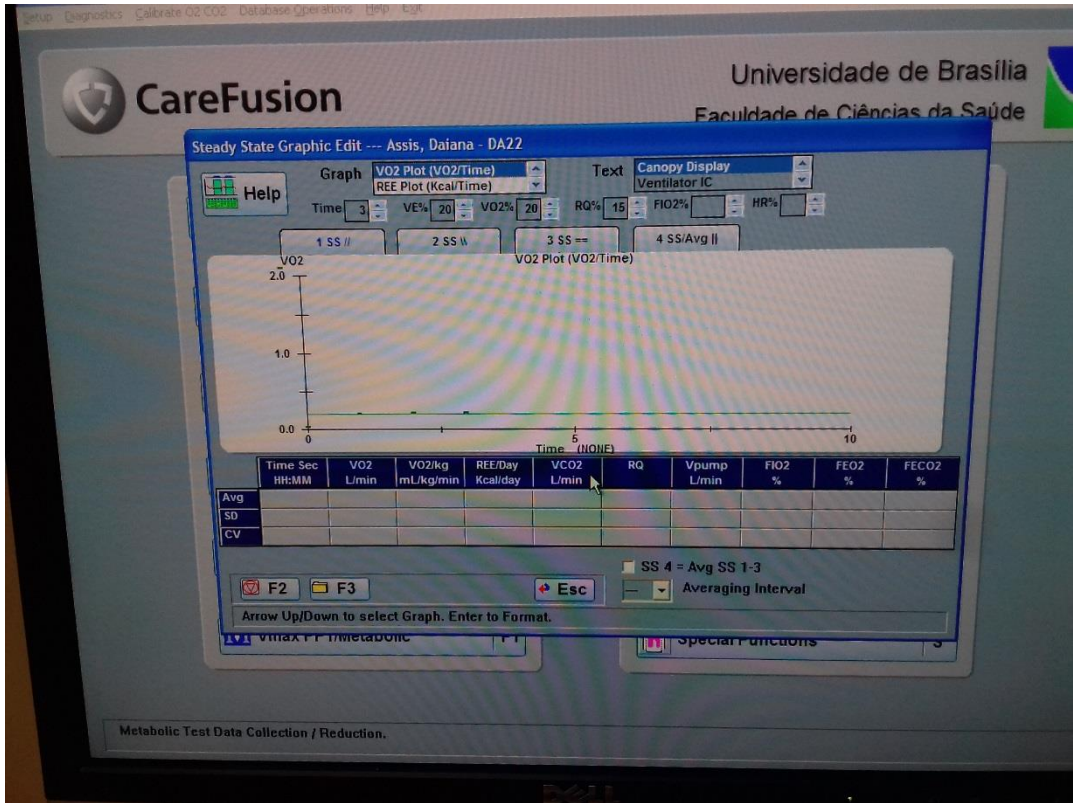 Setup Diagnostics Calibrate O2 CO2 Database Operations Help Exit
CareFusion
Universidade de Brasília
Faculdade de Ciências da Saúde
Steady State Graphic Edit --- Assis, Daiana - DA22
Help
Graph VO2 Plot (VO2/Time) Text Canopy Display
REE Plot (Kcal/Time) Ventilator IC
Time 3 VE% 20 VO2% 20 RQ% 15 FIO2% HR%
1 SS // 2 SS \\ 3 SS == 4 SS/Avg ||
VO2 VO2 Plot (VO2/Time)
2.0
1.0
0.0
0 5 10
Time (NONE)
Time Sec VO2 VO2/kg REE/Day VCO2 RQ Vpump FIO2 FEO2 FECO2
HH:MM L/min mL/kg/min Kcal/day L/min L/min % % %
Avg
SD
CV
SS 4 = Avg SS 1-3
F2 F3 Esc — Averaging Interval
Arrow Up/Down to select Graph. Enter to Format.
Vmax PFT/Metabolic F1 Special Functions S
Metabolic Test Data Collection / Reduction.
DELL